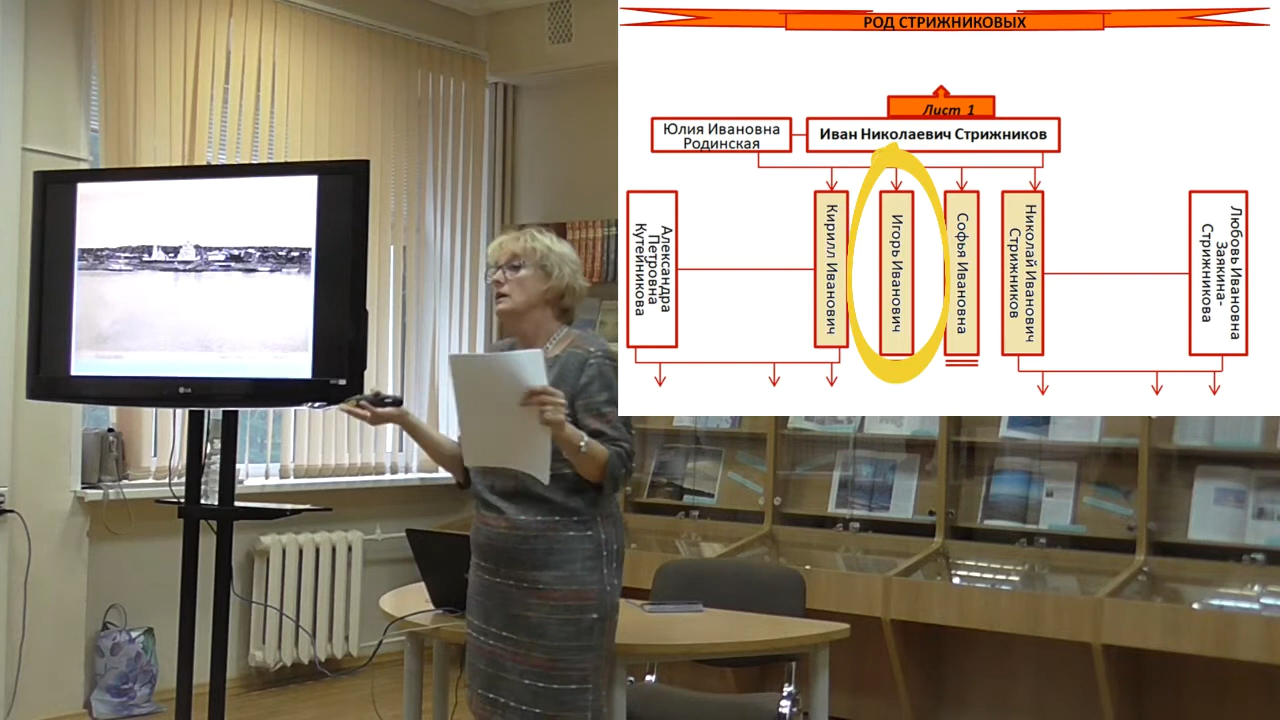 РОД СТРИЖНИКОВЫХ
Лист 1
Юлия Ивановна
Родинская
Иван Николаевич Стрижников
Александра
Петровна
Кутейникова
Кирилл Иванович
Игорь Иванович
Софья Ивановна
Николай Иванович
Стрижников
Любовь Ивановна
Заякина-
Стрижникова
LG